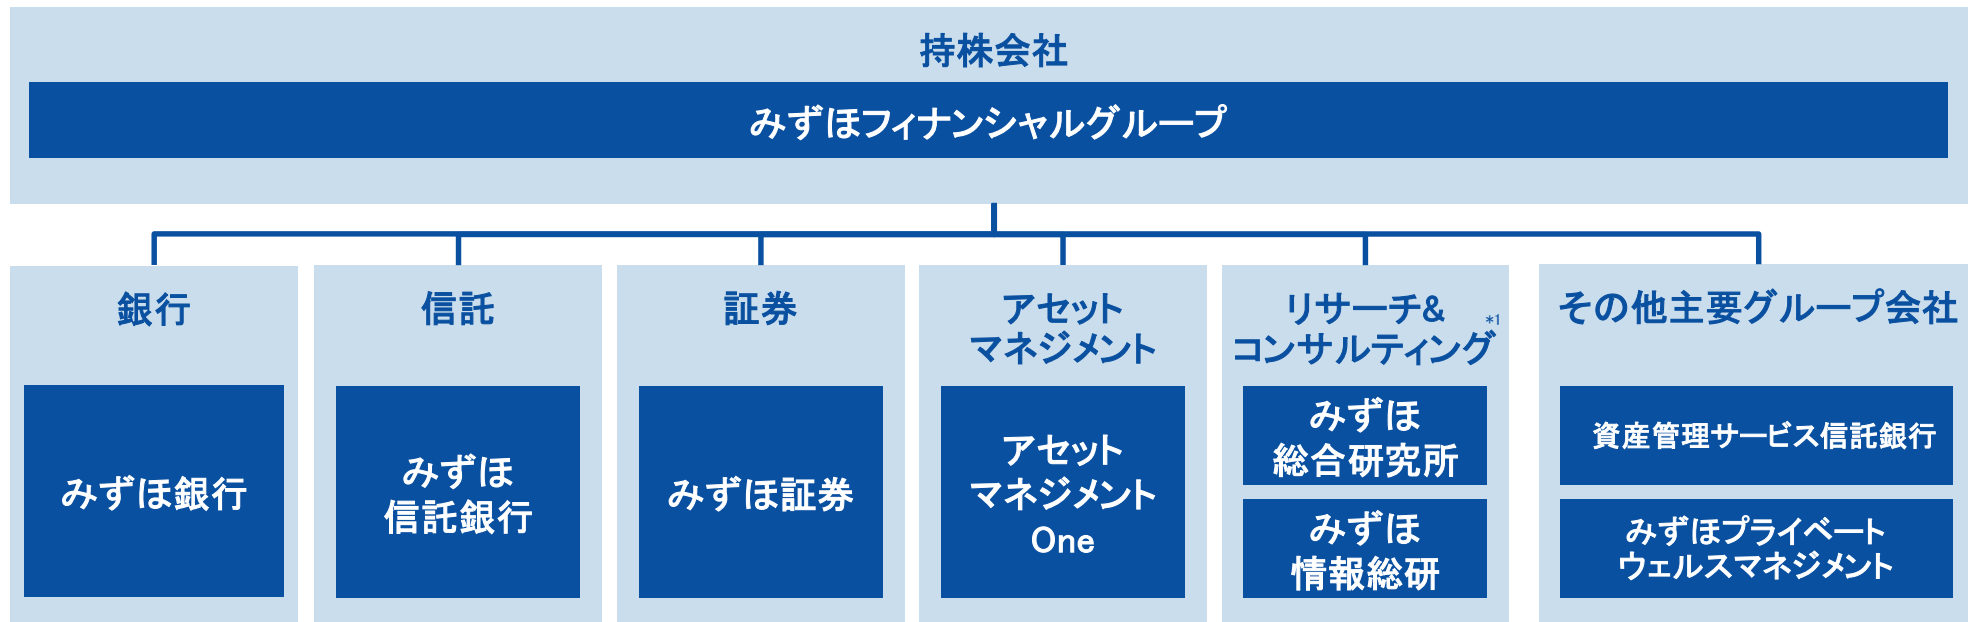 持株会社
みずほフィナンシャルグループ
銀行
みずほ銀行
信託
みずほ
信託銀行
証券
みずほ証券
アセット
マネジメント
アセット
マネジメント
One
リサーチ&
コンサルティング*1
みずほ
総合研究所
みずほ
情報総研
その他主要グループ会社
資産管理サービス信託銀行
みずほプライベート
ウェルスマネジメント